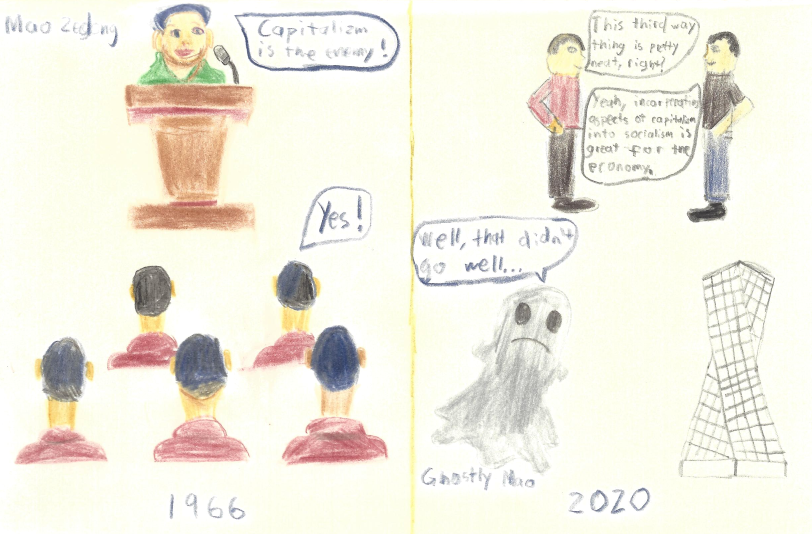 Mao Zedong
Capitalizm
is the enemy!
Yes!
1966
This third way
thing is petty
neat, right?
Yeah, incorporating
aspects of capitalism
into socialism is
great for the
economy.
Well, that didn't
go well...
Ghostly Mao
2020